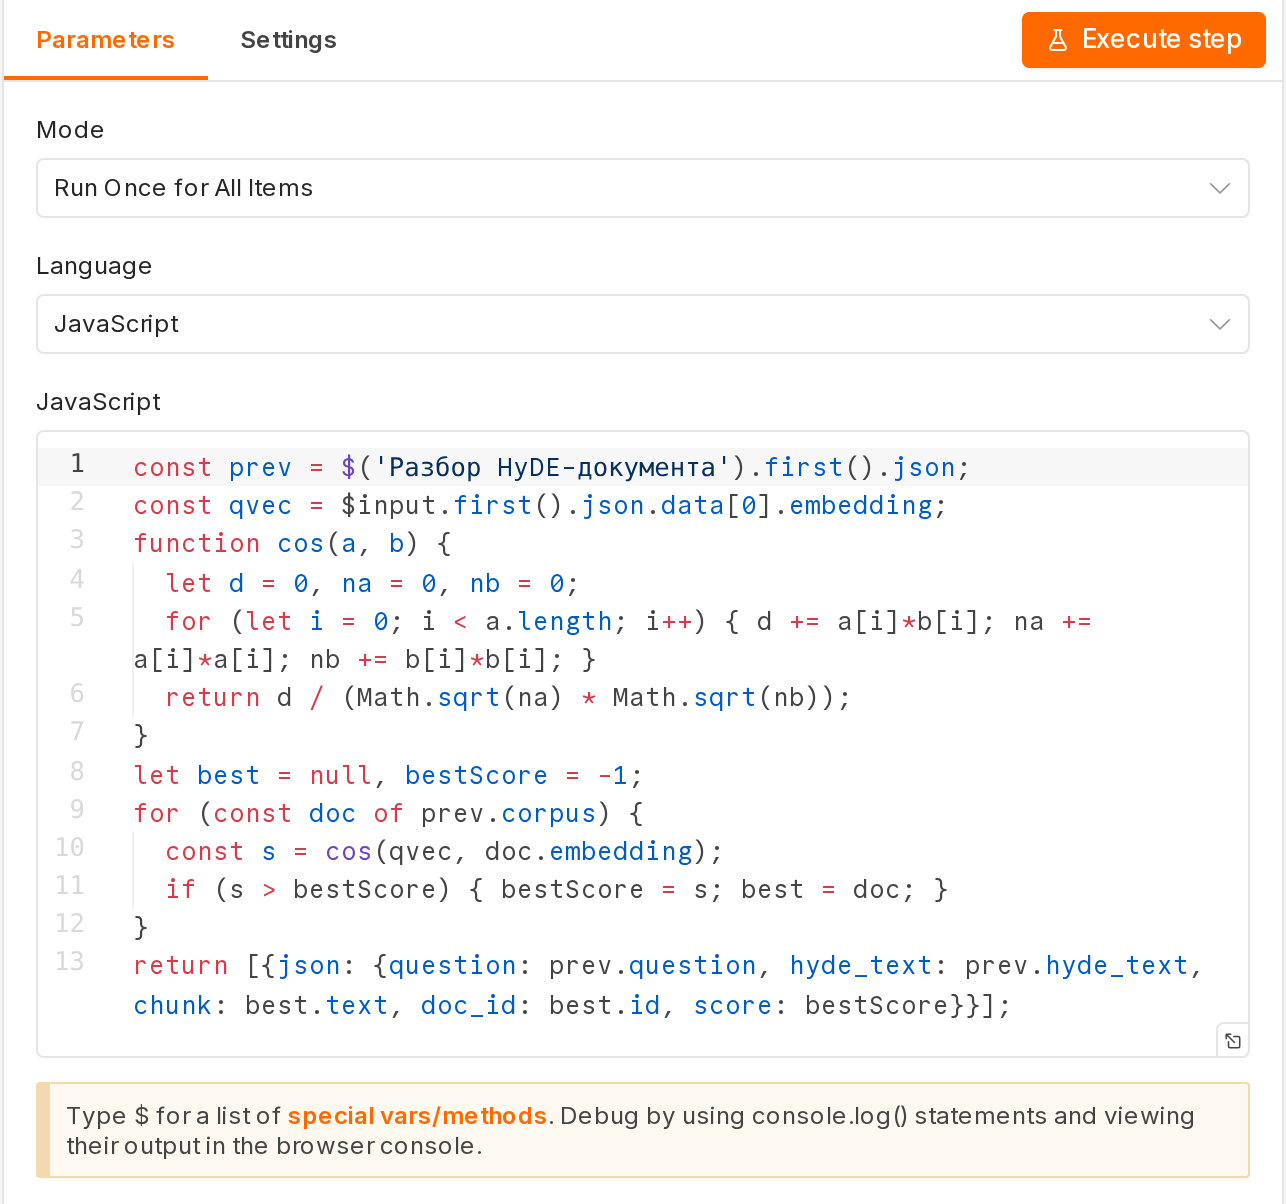 Parameters
Settings
Execute step
Mode
Run Once for All Items
Language
JavaScript
JavaScript
1 const prev = $('Разбор HyDE-документа').first().json;
2 const qvec = $input.first().json.data[0].embedding;
3 function cos(a, b) {
4 let d = 0, na = 0, nb = 0;
5 for (let i = 0; i < a.length; i++) { d += a[i]*b[i]; na +=
a[i]*a[i]; nb += b[i]*b[i]; }
6 return d / (Math.sqrt(na) * Math.sqrt(nb));
7 }
8 let best = null, bestScore = -1;
9 for (const doc of prev.corpus) {
10 const s = cos(qvec, doc.embedding);
11 if (s > bestScore) { bestScore = s; best = doc; }
12 }
13 return [{json: {question: prev.question, hyde_text: prev.hyde_text,
chunk: best.text, doc_id: best.id, score: bestScore}}];
Type $ for a list of special vars/methods. Debug by using console.log() statements and viewing
their output in the browser console.